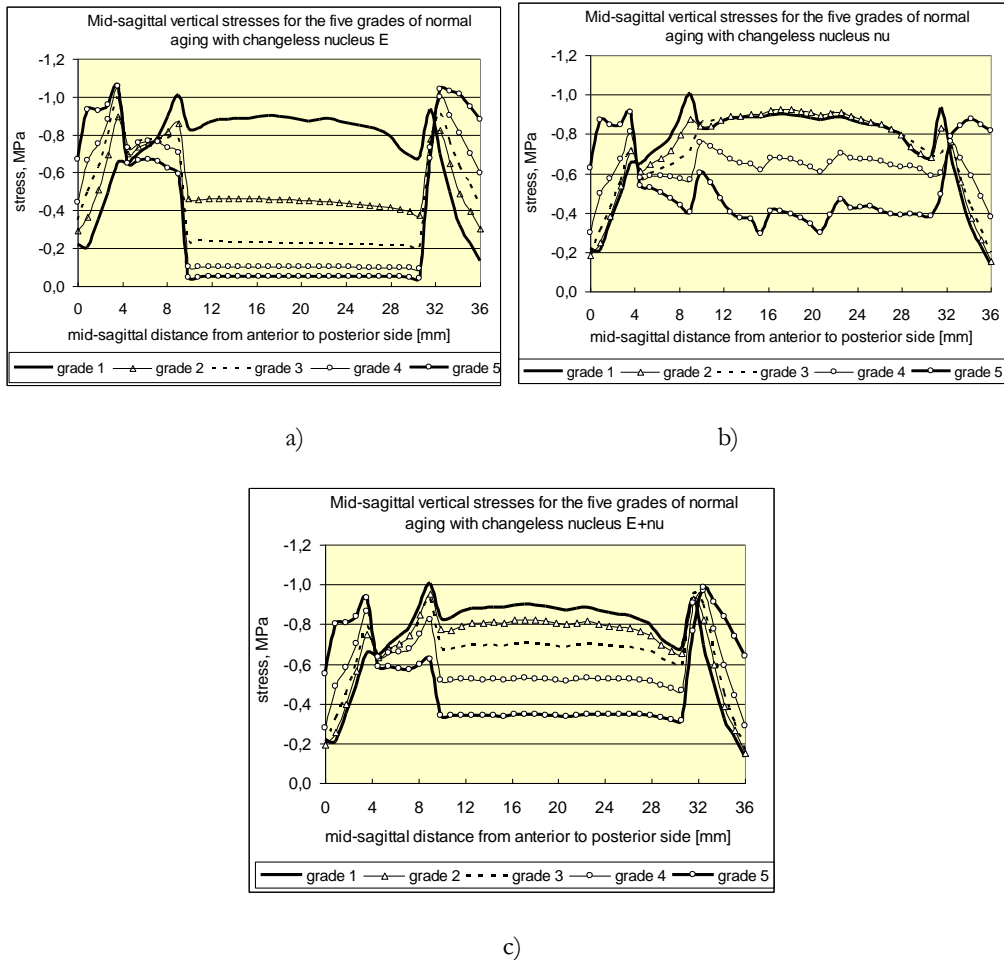 Mid-sagittal vertical stresses for the five grades of normal
aging with changeless nucleus E
-1,2
-1,0
-0,8
-0,6
-0,4
-0,2
0,0
stress, MPa
0 4 8 12 16 20 24 28 32 36
mid-sagittal distance from anterior to posterior side [mm]
grade 1 grade 2 grade 3 grade 4 grade 5
a)
Mid-sagittal vertical stresses for the five grades of normal
aging with changeless nucleus nu
-1,2
-1,0
-0,8
-0,6
-0,4
-0,2
0,0
stress, MPa
0 4 8 12 16 20 24 28 32 36
mid-sagittal distance from anterior to posterior side [mm]
grade 1 grade 2 grade 3 grade 4 grade 5
b)
Mid-sagittal vertical stresses for the five grades of normal
aging with changeless nucleus E+nu
-1,2
-1,0
-0,8
-0,6
-0,4
-0,2
0,0
stress, MPa
0 4 8 12 16 20 24 28 32 36
mid-sagittal distance from anterior to posterior side [mm]
grade 1 grade 2 grade 3 grade 4 grade 5
c)